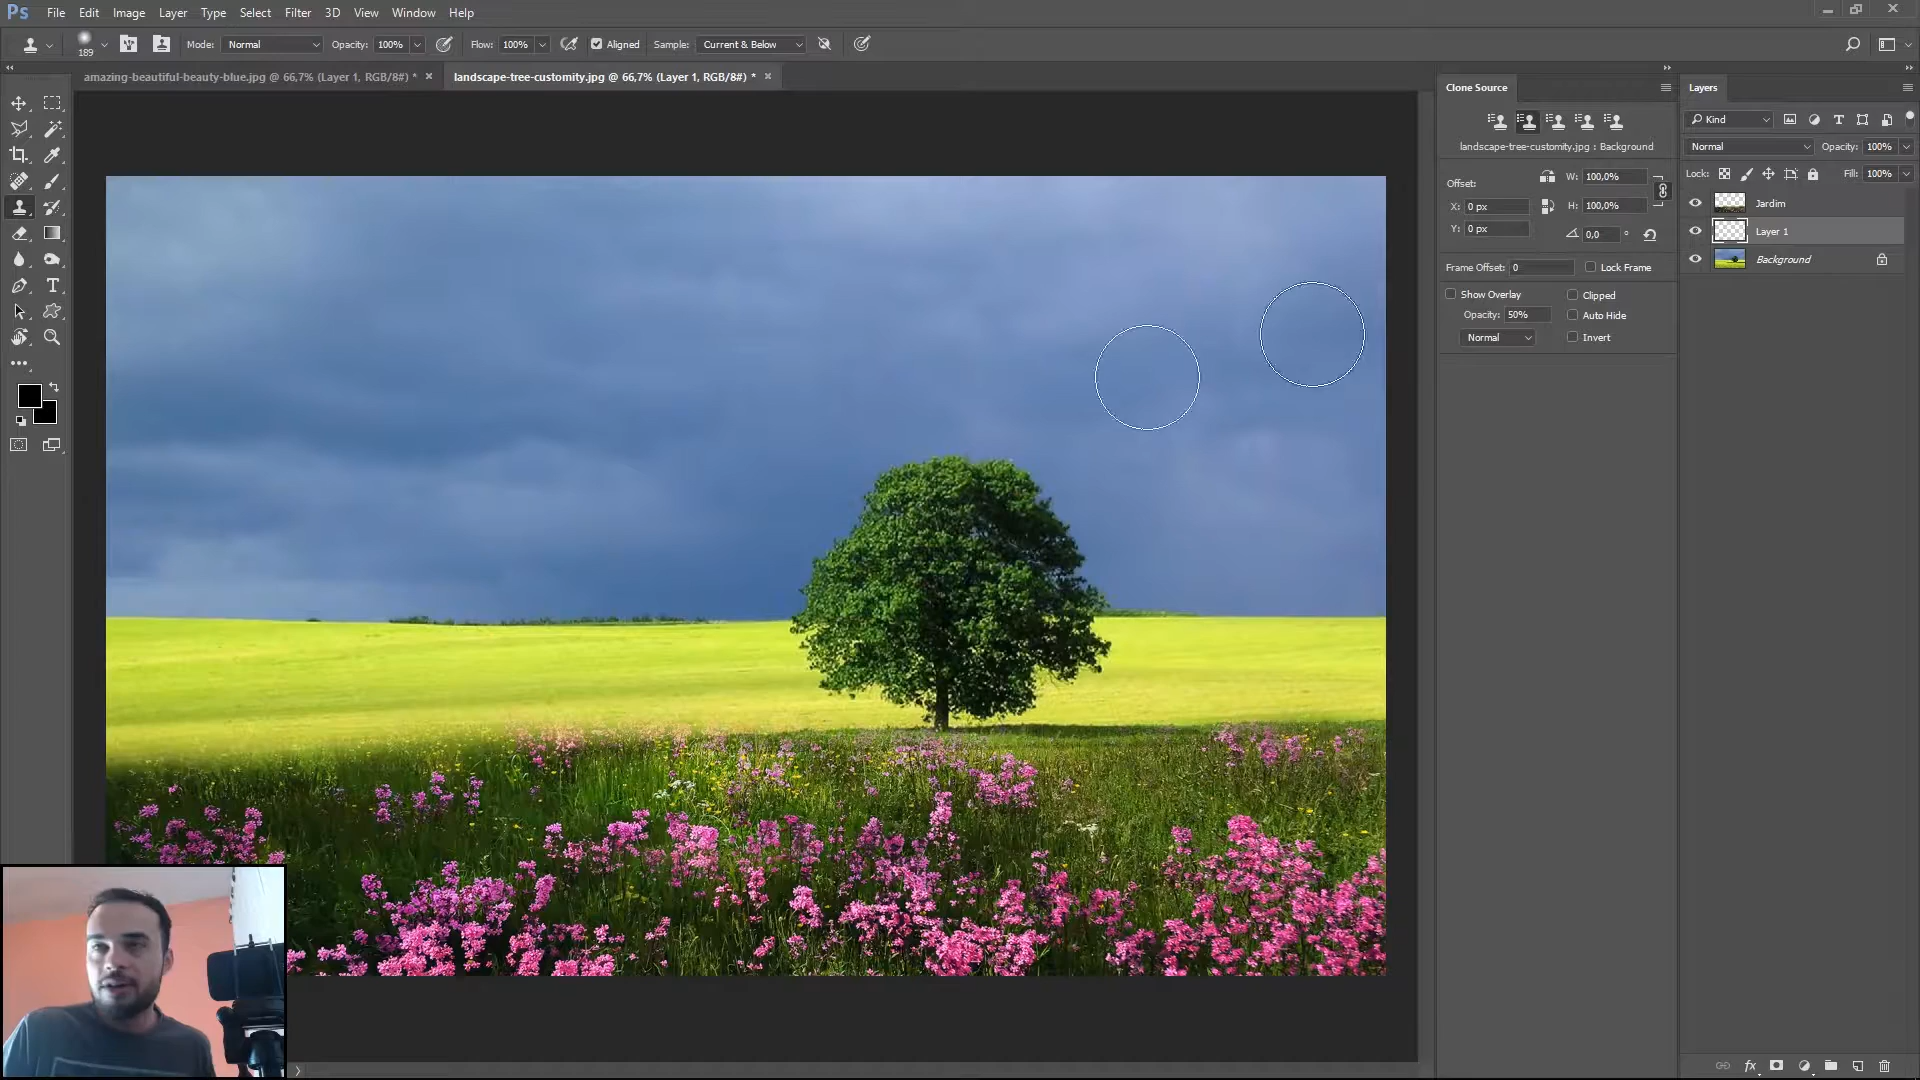 Ps File Edit Image Layer Type Select Filter 3D View Window Help
189 Mode: Normal Opacity: 100% Flow: 100% Aligned Sample: Current & Below
amazing-beautiful-beauty-blue.jpg @ 66,7% (Layer 1, RGB/8#) * landscape-tree-customity.jpg @ 66,7% (Layer 1, RGB/8#) *
Clone Source
landscape-tree-customity.jpg : Background
Offset:
W: 100,0%
X: 0 px
H: 100,0%
Y: 0 px
0,0 °
Frame Offset: 0 Lock Frame
Show Overlay Clipped
Opacity: 50% Auto Hide
Normal Invert
Layers
Kind
Normal Opacity: 100%
Lock: Fill: 100%
Jardim
Layer 1
Background